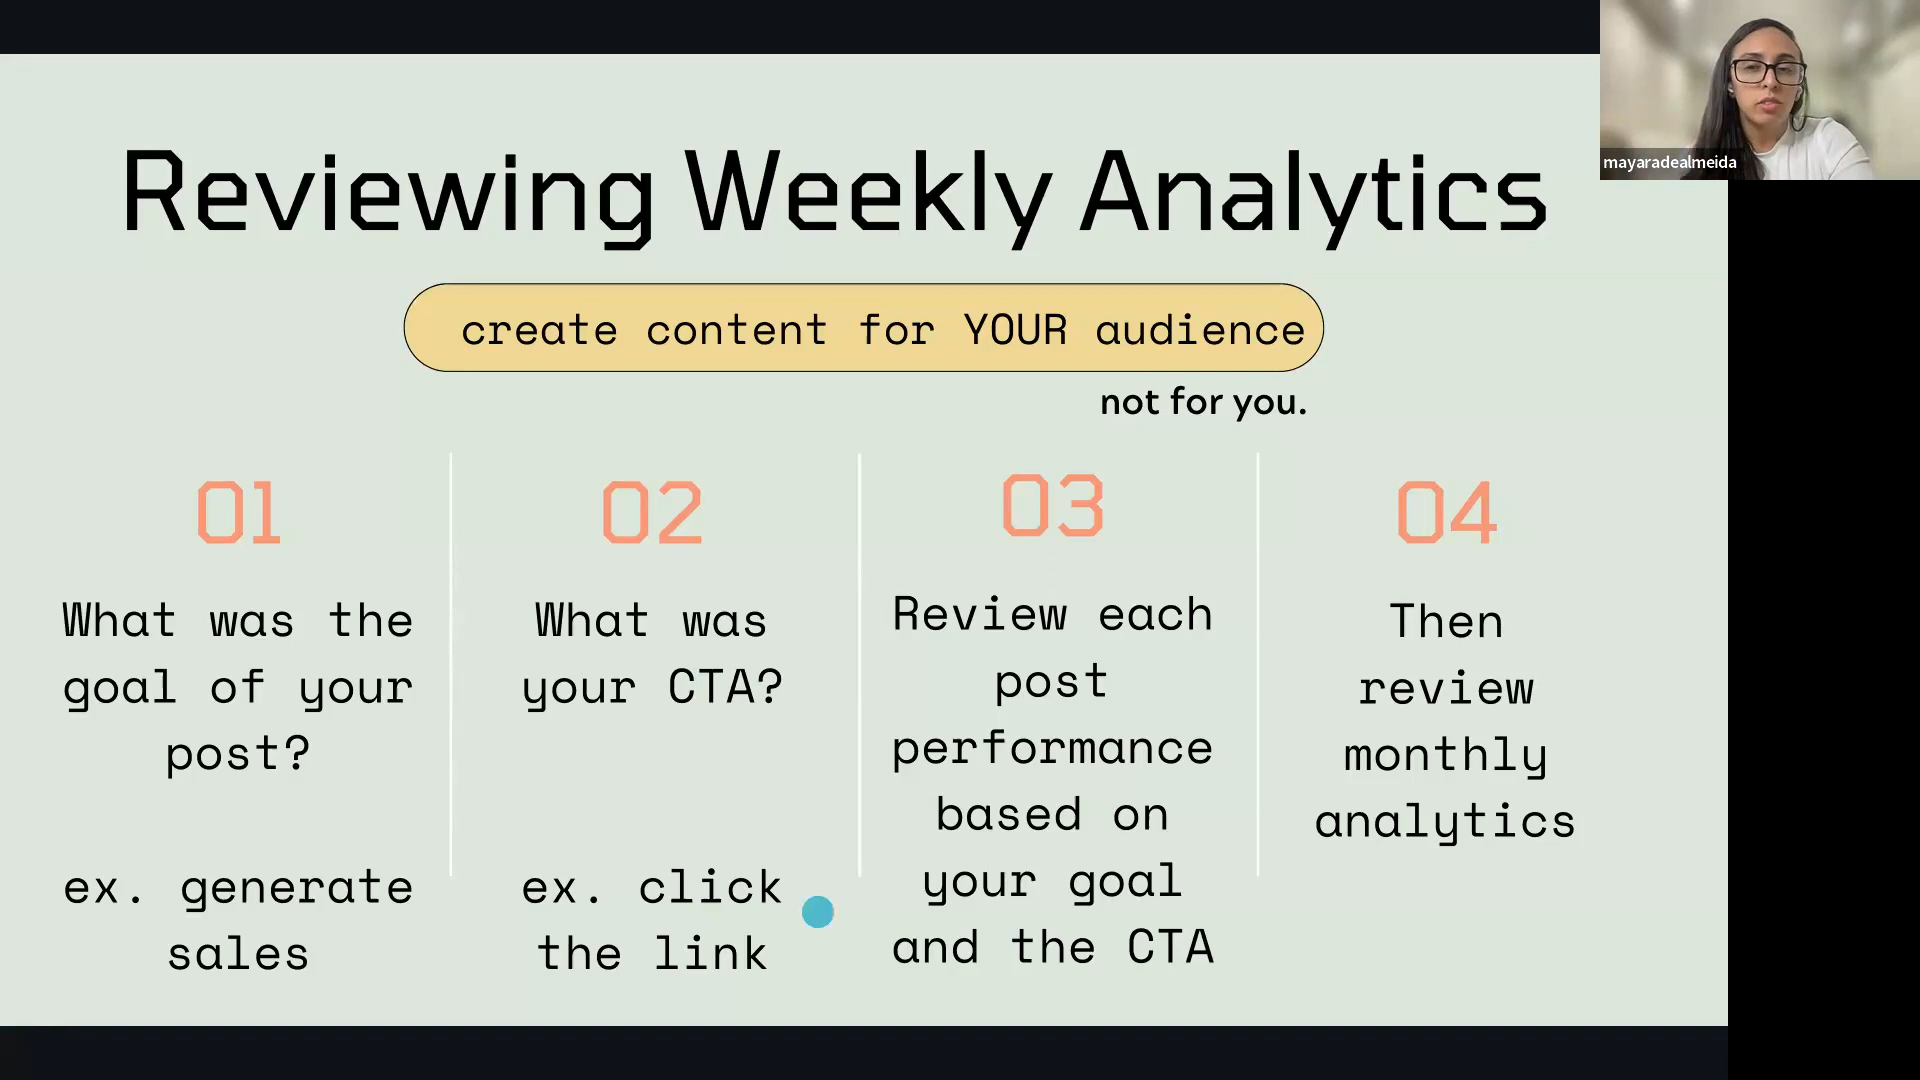 mayaradealmeida
Reviewing Weekly Analytics
create content for YOUR audience
not for you.
01
What was the
goal of your
post?
ex. generate
sales
02
What was
your CTA?
ex. click
the link
03
Review each
post
performance
based on
your goal
and the CTA
04
Then
review
monthly
analytics